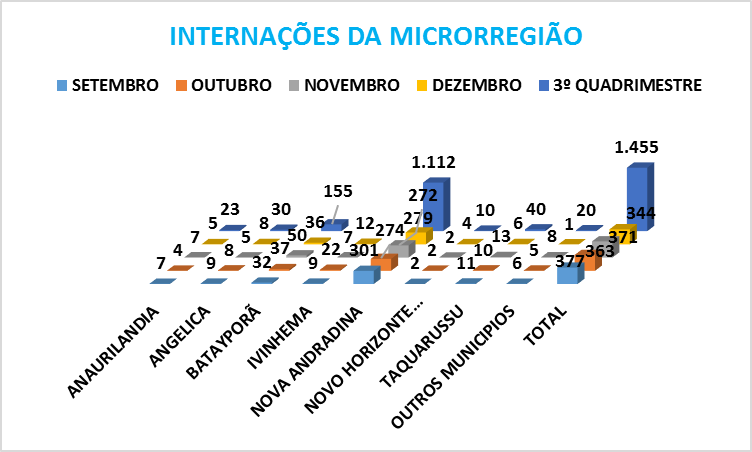 INTERNAÇÕES DA MICRORREGIÃO
SETEMBRO OUTUBRO NOVEMBRO DEZEMBRO 3º QUADRIMESTRE
23 30 155 12 1.112 10 40 20 1.455
5 8 36 7 272 4 6 1 344
7 5 50 279 2 13 8 371
4 8 37 22 274 2 10 5 363
7 9 32 9 301 2 11 6 377
ANAURILANDIA
ANGELICA
BATAYPORÃ
IVINHEMA
NOVA ANDRADINA
NOVO HORIZONTE...
TAQUARUSSU
OUTROS MUNICIPIOS
TOTAL